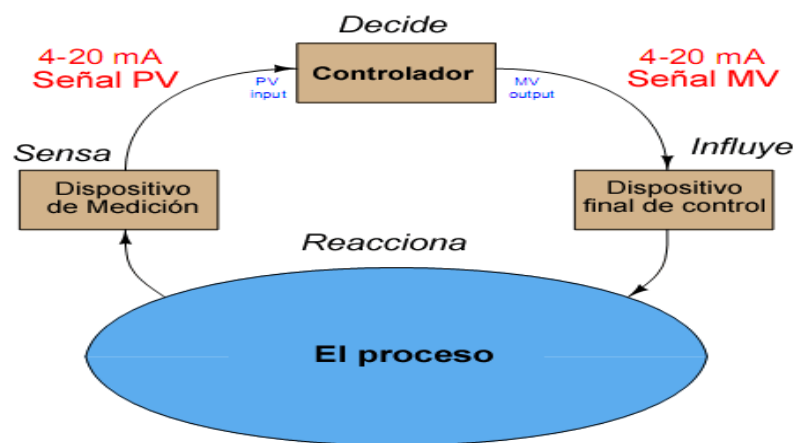 Decide
4-20 mA
Señal PV
PV
input
Controlador
MV
output
4-20 mA
Señal MV
Sensa
Influye
Dispositivo
de Medición
Dispositivo
final de control
Reacciona
El proceso